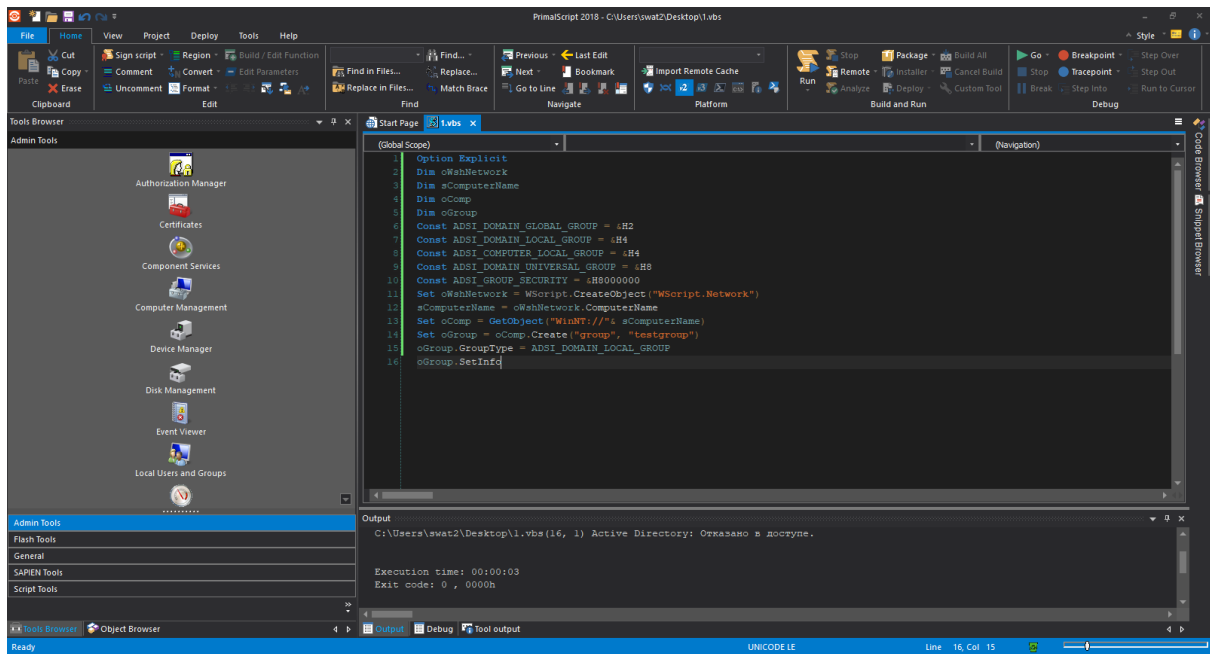 PrimalScript 2018 - C:\Users\swat2\Desktop\1.vbs
File Home View Project Deploy Tools Help Style
Paste Cut Copy Erase
Sign script Region Build / Edit Function
Comment Convert Edit Parameters
Uncomment Format
Find in Files... Replace in Files...
Find... Replace... Match Brace
Previous Last Edit
Next Bookmark
Go to Line
Import Remote Cache
Run Stop Remote Analyze
Package Build All
Installer Cancel Build
Deploy Custom Tool
Go Breakpoint Step Over
Stop Tracepoint Step Out
Break Step Into Run to Cursor
Clipboard Edit Find Navigate Platform Build and Run Debug
Tools Browser
Admin Tools
Authorization Manager
Certificates
Component Services
Computer Management
Device Manager
Disk Management
Event Viewer
Local Users and Groups
Admin Tools
Flash Tools
General
SAPIEN Tools
Script Tools
Tools Browser Object Browser
Start Page 1.vbs
(Global Scope) (Navigation)
1 Option Explicit
2 Dim oWshNetwork
3 Dim sComputerName
4 Dim oComp
5 Dim oGroup
6 Const ADSI_DOMAIN_GLOBAL_GROUP = &H2
7 Const ADSI_DOMAIN_LOCAL_GROUP = &H4
8 Const ADSI_COMPUTER_LOCAL_GROUP = &H4
9 Const ADSI_DOMAIN_UNIVERSAL_GROUP = &H8
10 Const ADSI_GROUP_SECURITY = &H8000000
11 Set oWshNetwork = WScript.CreateObject("WScript.Network")
12 sComputerName = oWshNetwork.ComputerName
13 Set oComp = GetObject("WinNT://"& sComputerName)
14 Set oGroup = oComp.Create("group", "testgroup")
15 oGroup.GroupType = ADSI_DOMAIN_LOCAL_GROUP
16 oGroup.SetInfo
Output
C:\Users\swat2\Desktop\1.vbs(16, 1) Active Directory: Отказано в доступе.
Execution time: 00:00:03
Exit code: 0 , 0000h
Output Debug Tool output
Code Browser
Snippet Browser
Ready UNICODE LE Line 16, Col 15